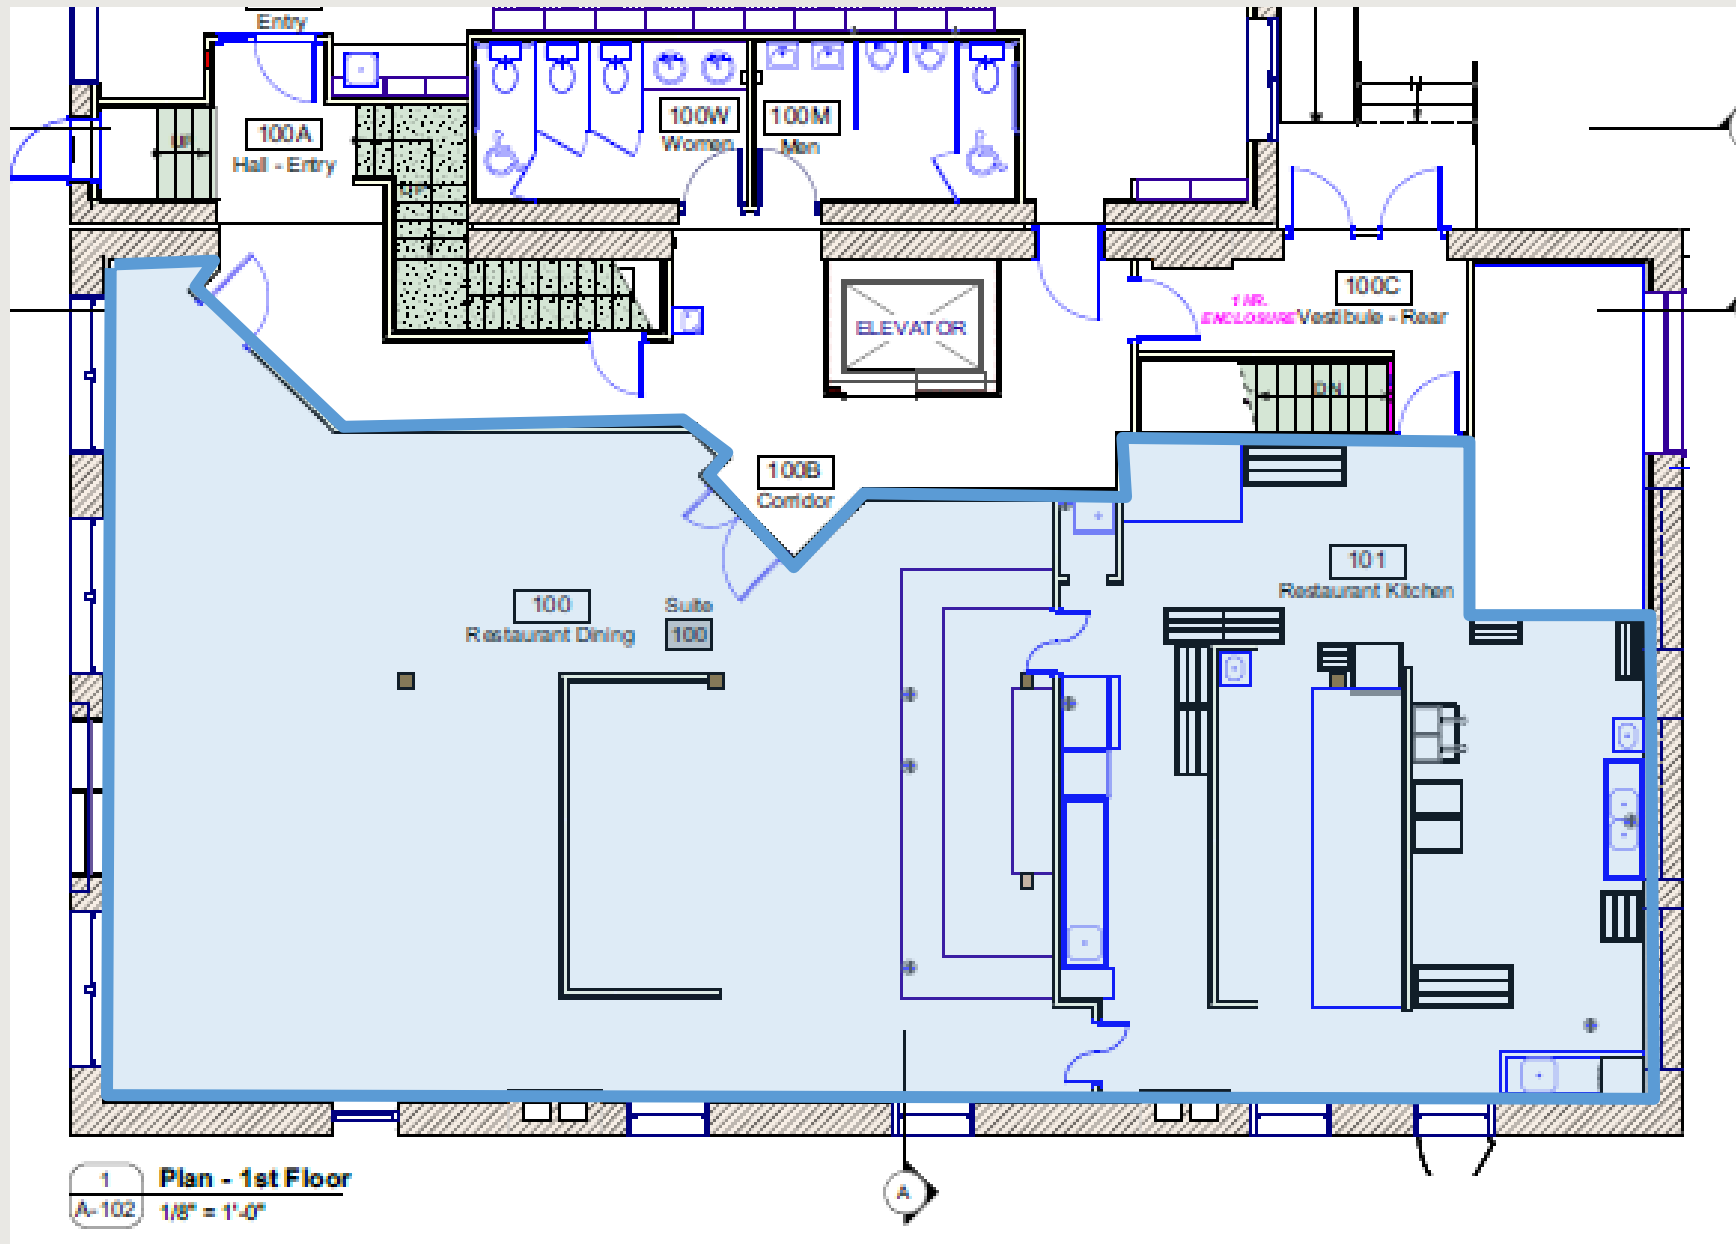 Entry
100A
Hall - Entry
UP
UP
100W
Women
100M
Men
ELEVATOR
1 HR.
ENCLOSURE
100C
Vestibule - Rear
DN
100B
Corridor
100
Restaurant Dining
Suite
100
101
Restaurant Kitchen
1
A-102
Plan - 1st Floor
1/8" = 1'-0"
A